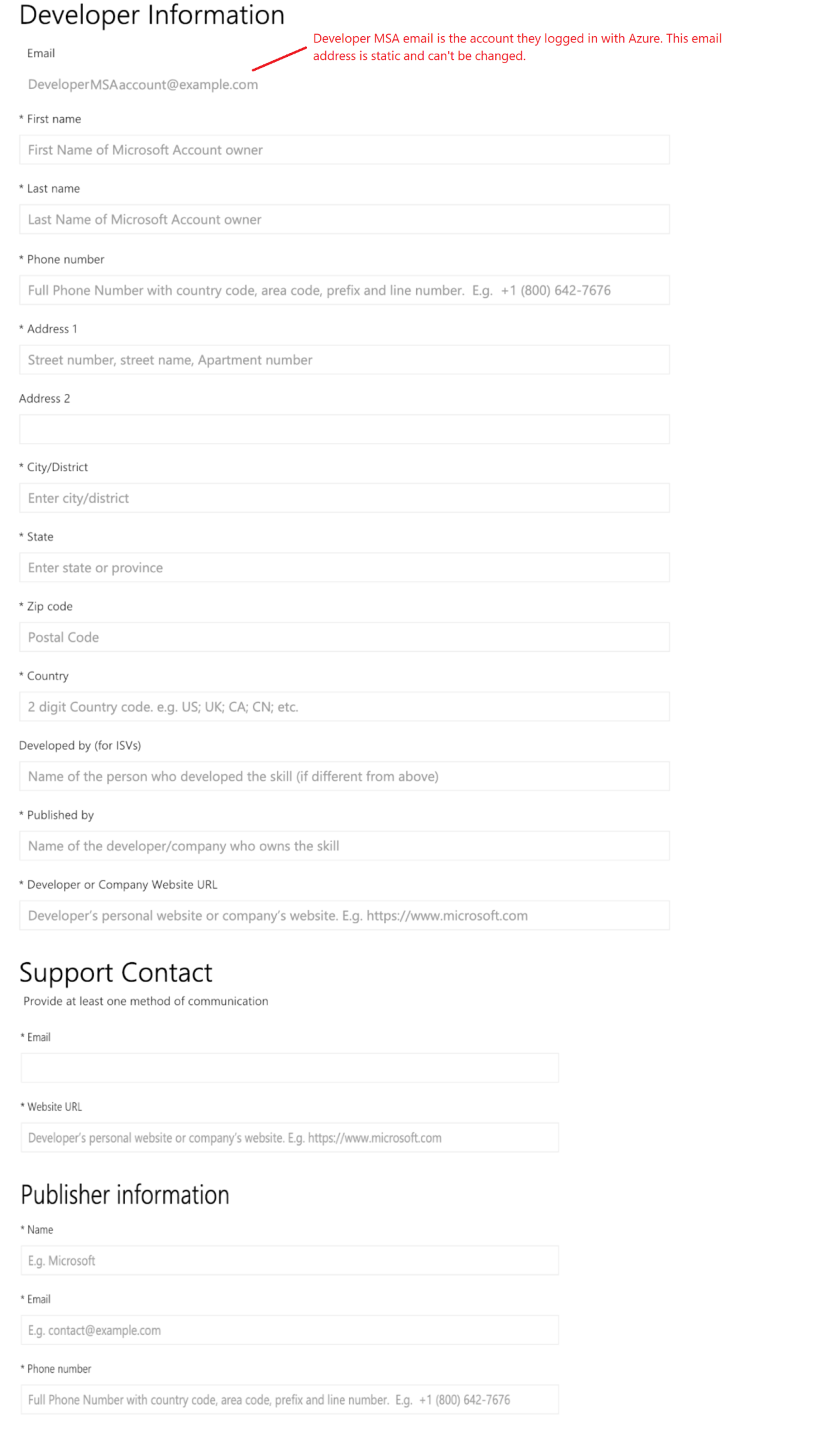 Developer Information
Developer MSA email is the account they logged in with Azure. This email
address is static and can't be changed.
Email
DeveloperMSAaccount@example.com
* First name
First Name of Microsoft Account owner
* Last name
Last Name of Microsoft Account owner
* Phone number
Full Phone Number with country code, area code, prefix and line number.  E.g.  +1 (800) 642-7676
* Address 1
Street number, street name, Apartment number
Address 2
* City/District
Enter city/district
* State
Enter state or province
* Zip code
Postal Code
* Country
2 digit Country code. e.g. US; UK; CA; CN; etc.
Developed by (for ISVs)
Name of the person who developed the skill (if different from above)
* Published by
Name of the developer/company who owns the skill
* Developer or Company Website URL
Developer's personal website or company's website. E.g. https://www.microsoft.com
Support Contact
Provide at least one method of communication
* Email
* Website URL
Developer's personal website or company's website. E.g. https://www.microsoft.com
Publisher information
* Name
E.g. Microsoft
* Email
E.g. contact@example.com
* Phone number
Full Phone Number with country code, area code, prefix and line number.  E.g.  +1 (800) 642-7676